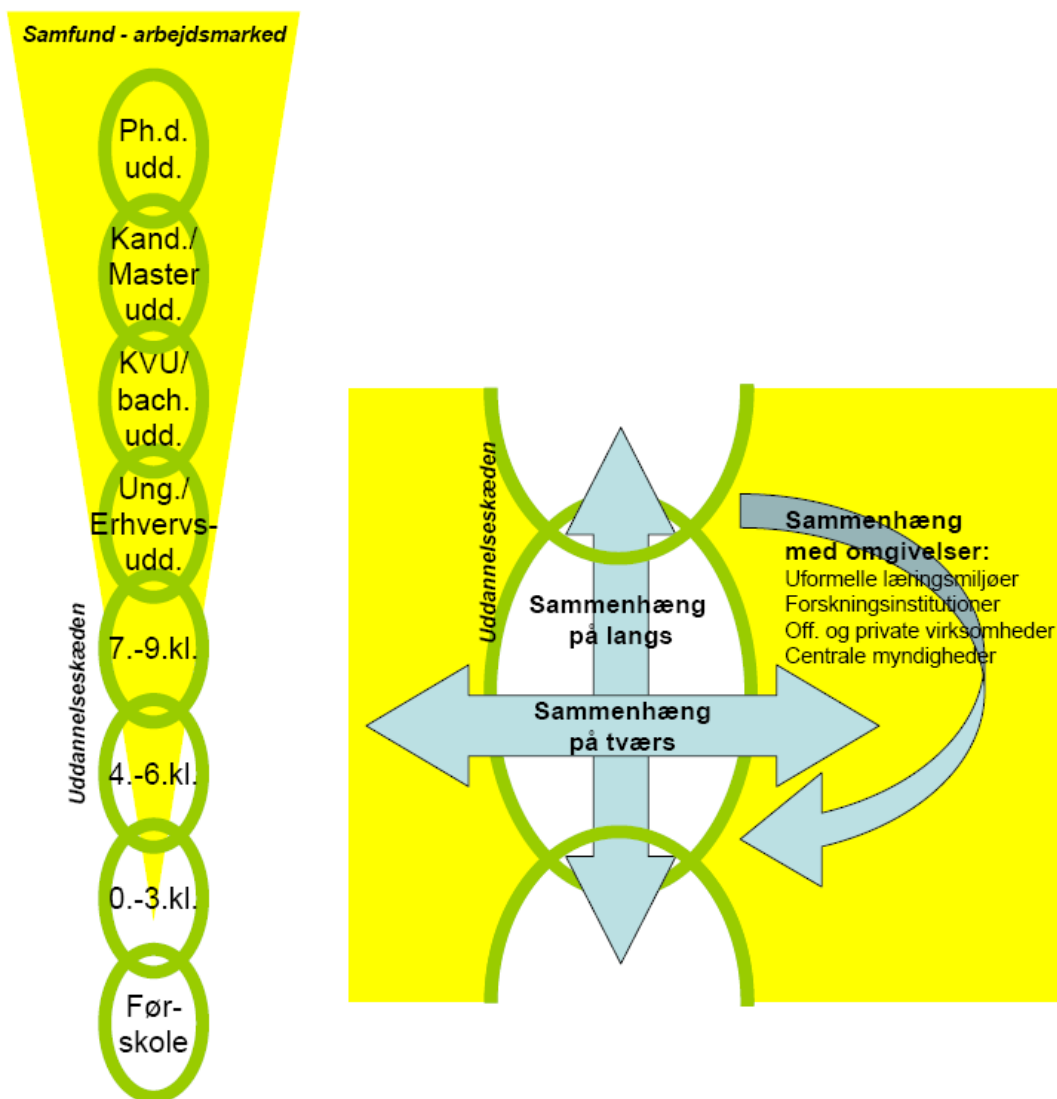 Samfund - arbejdsmarked
Ph.d.
udd.
Kand./
Master
udd.
KVU/
bach.
udd.
Ung./
Erhvervs-
udd.
7.-9.kl.
4.-6.kl.
0.-3.kl.
Før-
skole
Uddannelseskæden
Uddannelseskæden
Sammenhæng
på langs
Sammenhæng
på tværs
Sammenhæng
med omgivelser:
Uformelle læringsmiljøer
Forskningsinstitutioner
Off. og private virksomheder
Centrale myndigheder